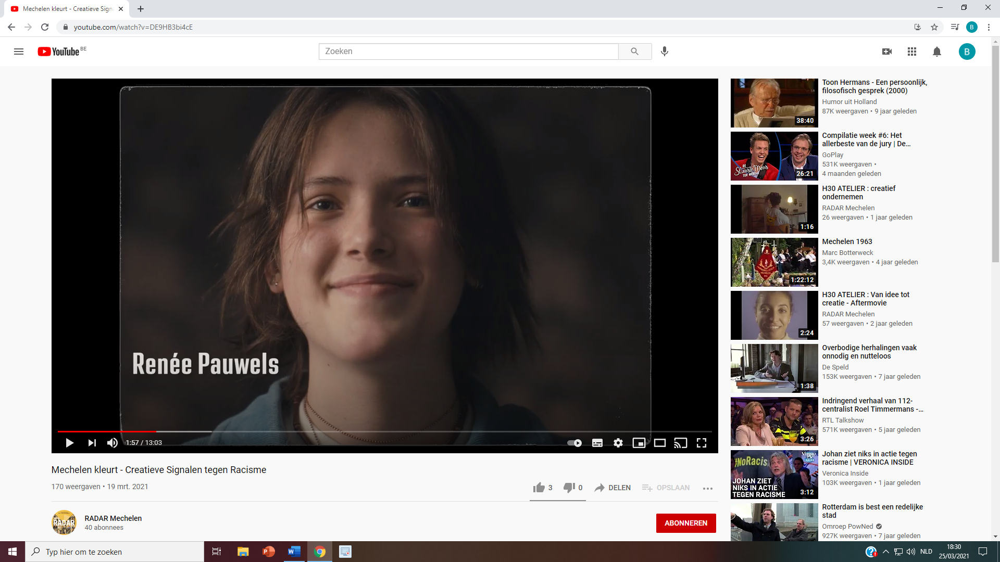 Mechelen kleurt - Creatieve Sign
youtube.com/watch?v=DE9HB3bi4cE
B
YouTube BE
Zoeken
B
Renée Pauwels
1:57 / 13:03
Mechelen kleurt - Creatieve Signalen tegen Racisme
170 weergaven • 19 mrt. 2021
3
0
DELEN
OPSLAAN
RADAR
RADAR Mechelen
40 abonnees
ABONNEREN
38:40
Toon Hermans - Een persoonlijk,
filosofisch gesprek (2000)
Humor uit Holland
87K weergaven • 9 jaar geleden
DE
Slimste Mens
TER WERELD
26:21
Compilatie week #6: Het
allerbeste van de jury | De...
GoPlay
531K weergaven •
4 maanden geleden
1:16
H30 ATELIER : creatief
ondernemen
RADAR Mechelen
26 weergaven • 1 jaar geleden
1:22:12
Mechelen 1963
Marc Botterweck
3,4K weergaven • 4 jaar geleden
2:24
H30 ATELIER : Van idee tot
creatie - Aftermovie
RADAR Mechelen
57 weergaven • 2 jaar geleden
1:38
Overbodige herhalingen vaak
onnodig en nutteloos
De Speld
153K weergaven • 7 jaar geleden
3:26
Indringend verhaal van 112-
centralist Roel Timmermans -...
RTL Talkshow
571K weergaven • 5 jaar geleden
#NoRacis
VERONICA
INSIDE
JOHAN ZIET
NIKS IN ACTIE
TEGEN RACISME
3:12
Johan ziet niks in actie tegen
racisme | VERONICA INSIDE
Veronica Inside
103K weergaven • 1 jaar geleden
Rotterdam is best een redelijke
stad
Omroep PowNed
927K weergaven • 7 jaar geleden
Typ hier om te zoeken
NLD
18:30
25/03/2021